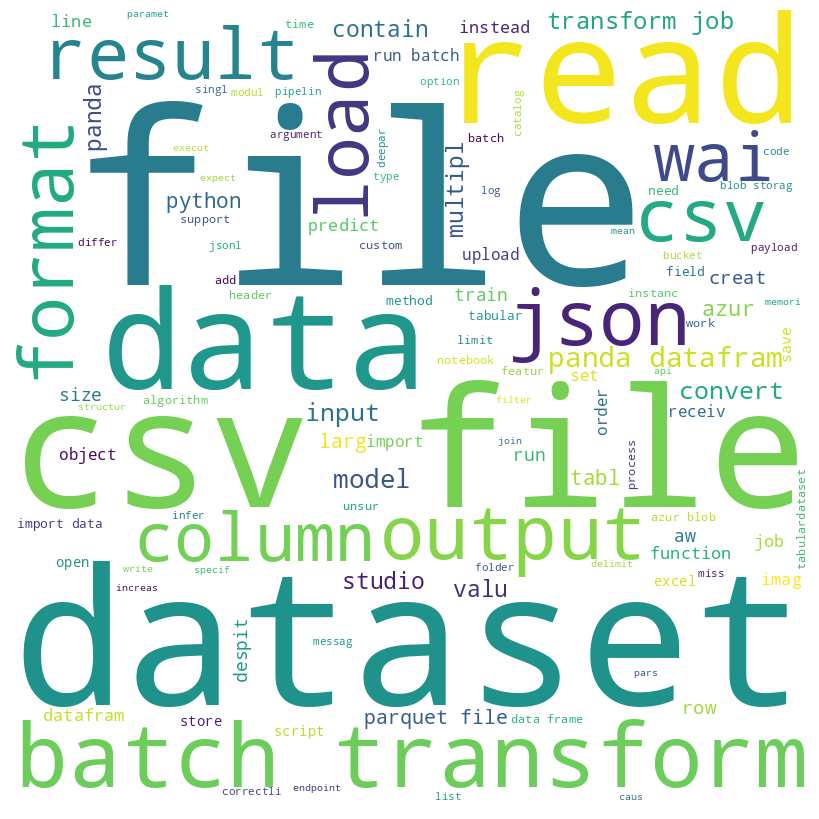 paramet
line
time
contain
instead
transform job
result
read
load
run batch
option
panda
singl
modul
pipelin
catalog
file
argument
deepar
batch
execut
format
multipl
wai
code
expect
type
log
need
blob storag
python
csv
support
predict
custom
mean
differ
jsonl
upload
bucket
payload
add
field
creat
header
data
method
train
instanc
json
azur
memori
tabular
work
limit
save
notebook
panda datafram
featur
set
api
size
structur
algorithm
csv file
filter
convert
input
order
receiv
object
larg
import
join
run
process
model
tabl
tabulardataset
unsur
import data
infer
column
output
azur blob
aw
function
job
open
write
specif
folder
delimit
studio
valu
excel
miss
imag
increas
dataset
despit
messag
pars
datafram
store
parquet file
data frame
row
script
batch transform
correctli
endpoint
list
caus